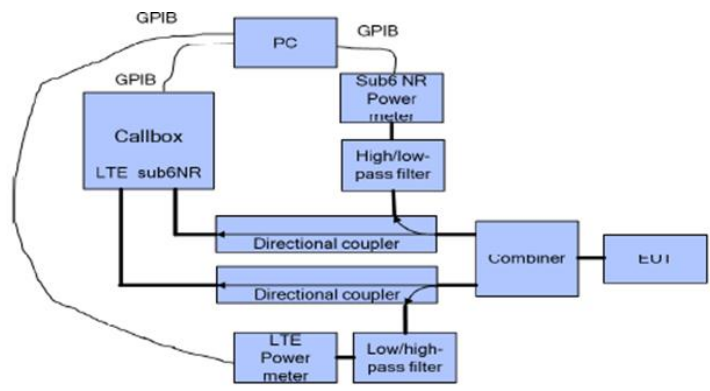 GPIB
PC
GPIB
GPIB
Sub6 NR
Power
meter
Callbox
LTE sub6NR
High/low-
pass filter
Directional coupler
Combiner
EUT
Directional coupler
LTE
Power
meter
Low/high-
pass filter